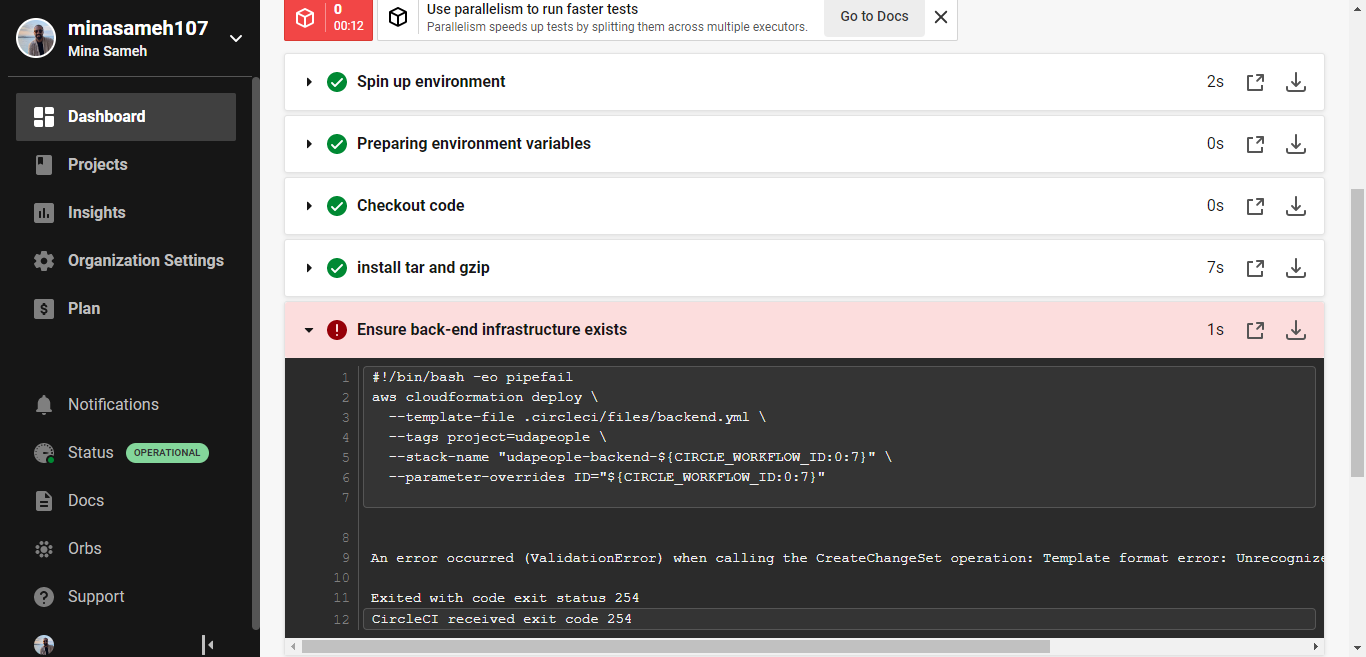 minasameh107
Mina Sameh
Dashboard
Projects
Insights
Organization Settings
Plan
Notifications
Status OPERATIONAL
Docs
Orbs
Support
0
00:12
Use parallelism to run faster tests
Parallelism speeds up tests by splitting them across multiple executors.
Go to Docs
Spin up environment 2s
Preparing environment variables 0s
Checkout code 0s
install tar and gzip 7s
Ensure back-end infrastructure exists 1s
1 #!/bin/bash -eo pipefail
2 aws cloudformation deploy \
3 --template-file .circleci/files/backend.yml \
4 --tags project=udapeople \
5 --stack-name "udapeople-backend-${CIRCLE_WORKFLOW_ID:0:7}" \
6 --parameter-overrides ID="${CIRCLE_WORKFLOW_ID:0:7}"
7
8
9 An error occurred (ValidationError) when calling the CreateChangeSet operation: Template format error: Unrecognize
10
11 Exited with code exit status 254
12 CircleCI received exit code 254